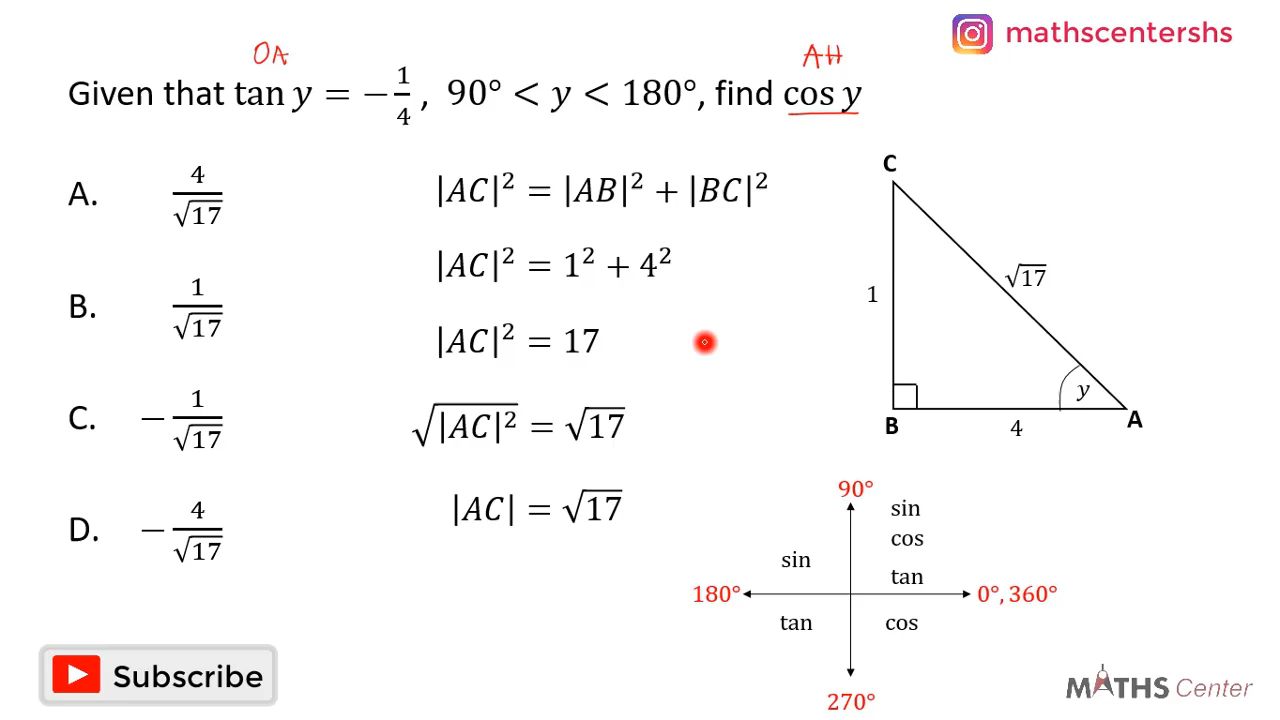 mathscentershs
OA
AH
Given that tan y = −1/4 , 90° < y < 180°, find cos y
A. 4/√17
B. 1/√17
C. −1/√17
D. −4/√17
|AC|² = |AB|² + |BC|²
|AC|² = 1² + 4²
|AC|² = 17
√|AC|² = √17
|AC| = √17
C
√17
1
y
B
4
A
90°
sin
cos
sin
tan
180°
0°, 360°
tan
cos
270°
Subscribe
MATHS Center